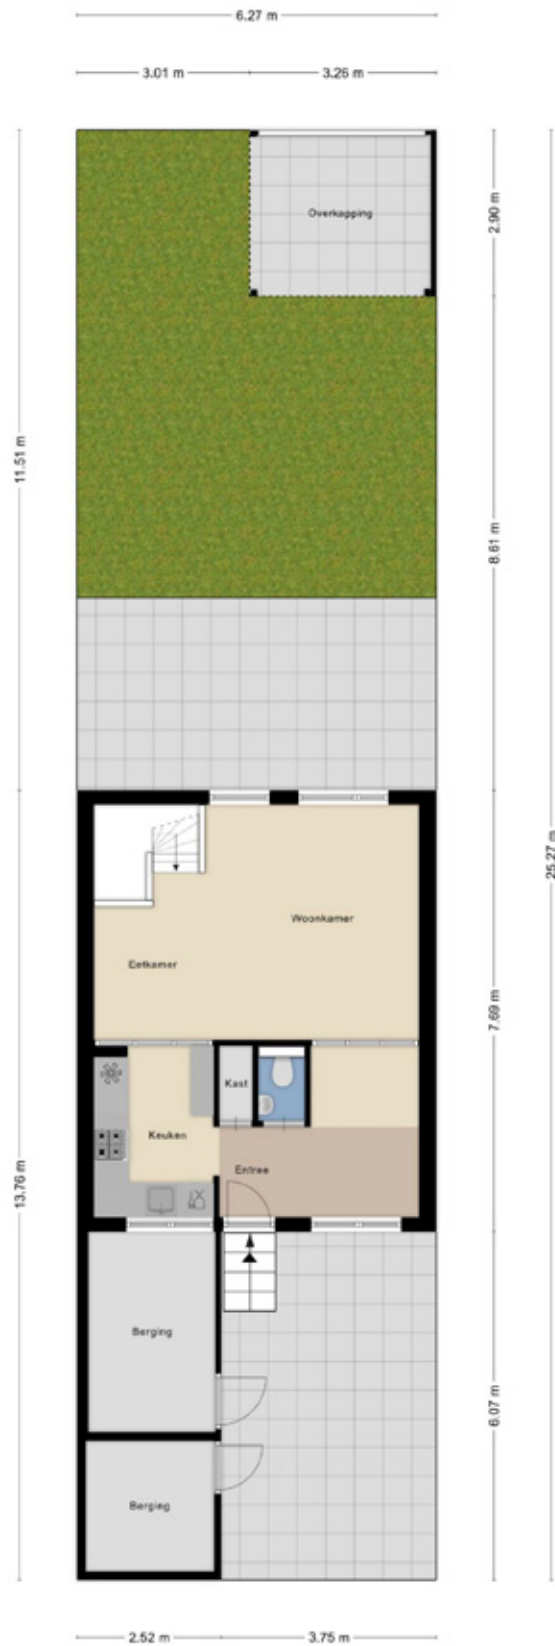 6.27 m
3.01 m
3.26 m
Overkapping
2.90 m
11.51 m
8.61 m
25.27 m
Woonkamer
Eetkamer
7.69 m
Kast
Keuken
Entree
13.76 m
Berging
6.07 m
Berging
2.52 m
3.75 m